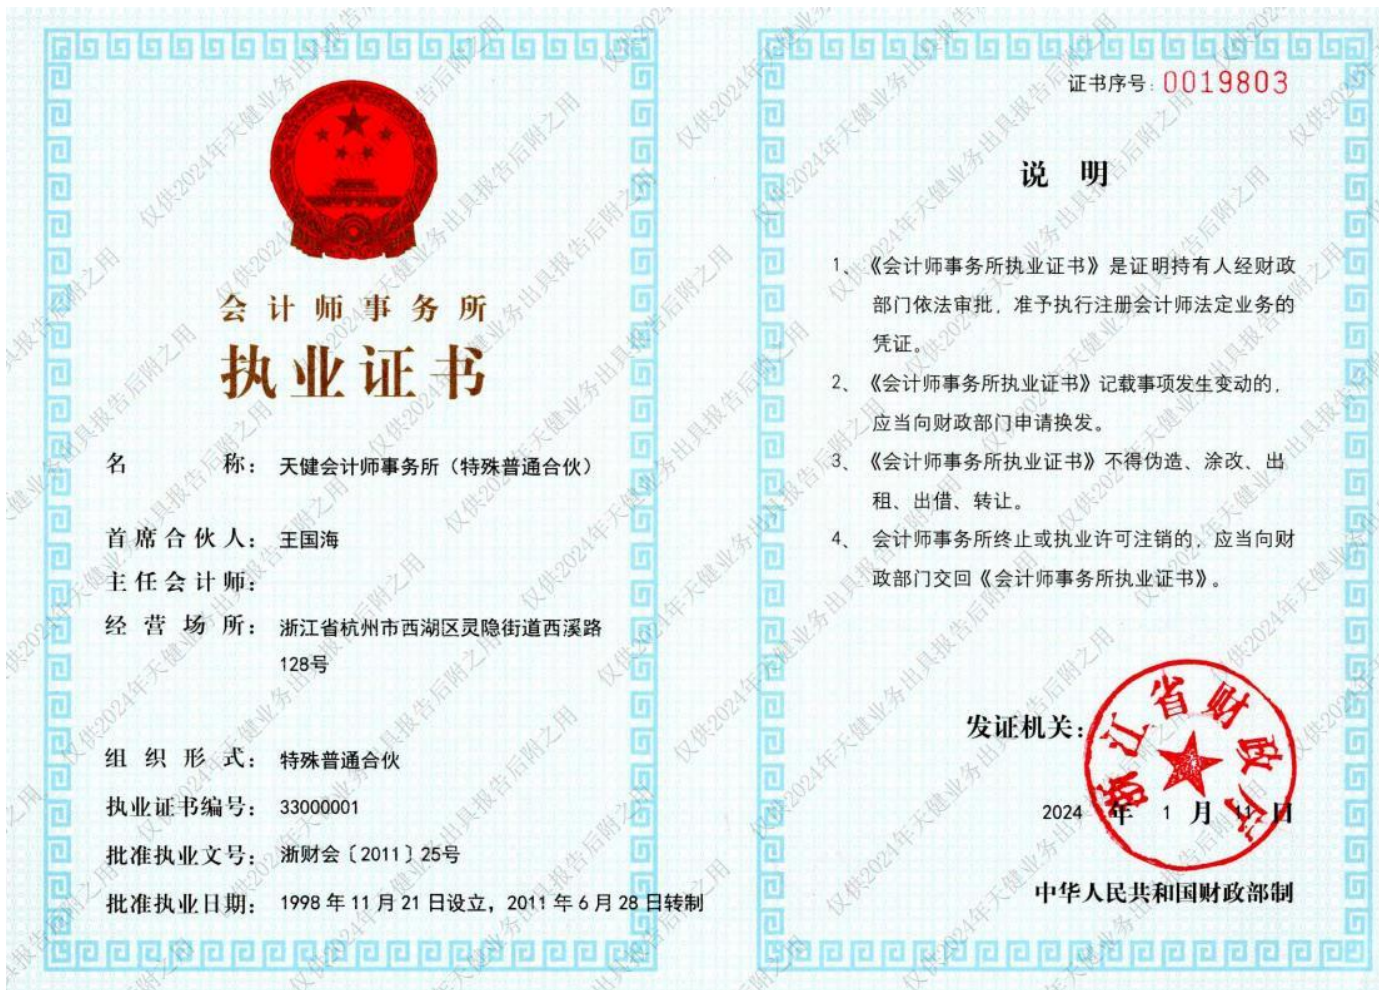 会计师事务所
执业证书
名 称： 天健会计师事务所（特殊普通合伙）
首席合伙人： 王国海
主任会计师：
经营场所： 浙江省杭州市西湖区灵隐街道西溪路
128号
组织形式： 特殊普通合伙
执业证书编号： 33000001
批准执业文号： 浙财会〔2011〕25号
批准执业日期： 1998 年 11 月 21 日设立，2011 年 6 月 28 日转制
证书序号：0019803
说 明
1、《会计师事务所执业证书》是证明持有人经财政
部门依法审批，准予执行注册会计师法定业务的
凭证。
2、《会计师事务所执业证书》记载事项发生变动的，
应当向财政部门申请换发。
3、《会计师事务所执业证书》不得伪造、涂改、出
租、出借、转让。
4、 会计师事务所终止或执业许可注销的，应当向财
政部门交回《会计师事务所执业证书》。
发证机关：
浙江省财政厅
2024 年 1 月 11 日
中华人民共和国财政部制
仅供2024年天健业务出具报告后附之用